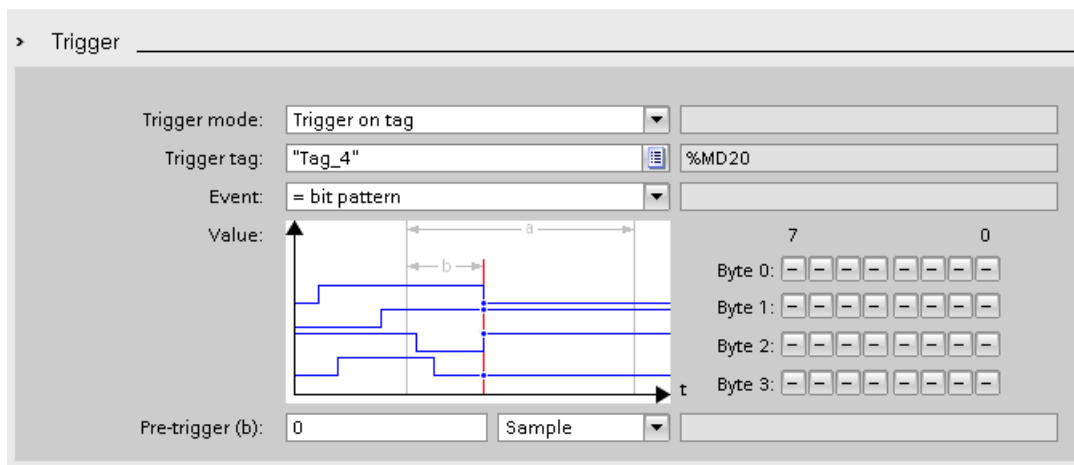 Trigger
Trigger mode: Trigger on tag
Trigger tag: "Tag_4" %MD20
Event: = bit pattern
Value: a 7 0
b Byte 0: - - - - - - - -
Byte 1: - - - - - - - -
Byte 2: - - - - - - - -
t Byte 3: - - - - - - - -
Pre-trigger (b): 0 Sample